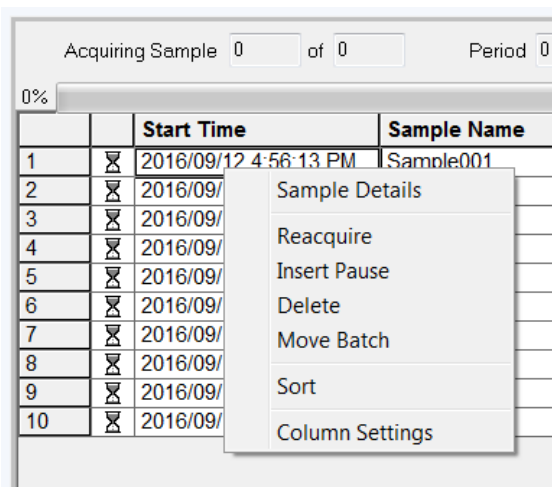 Acquiring Sample 0 of 0 Period 0
0%
Start Time Sample Name
1 2016/09/12 4:56:13 PM Sample001
2 2016/09/ Sample Details
3 2016/09/
4 2016/09/ Reacquire
5 2016/09/ Insert Pause
6 2016/09/ Delete
7 2016/09/ Move Batch
8 2016/09/
9 2016/09/ Sort
10 2016/09/ Column Settings